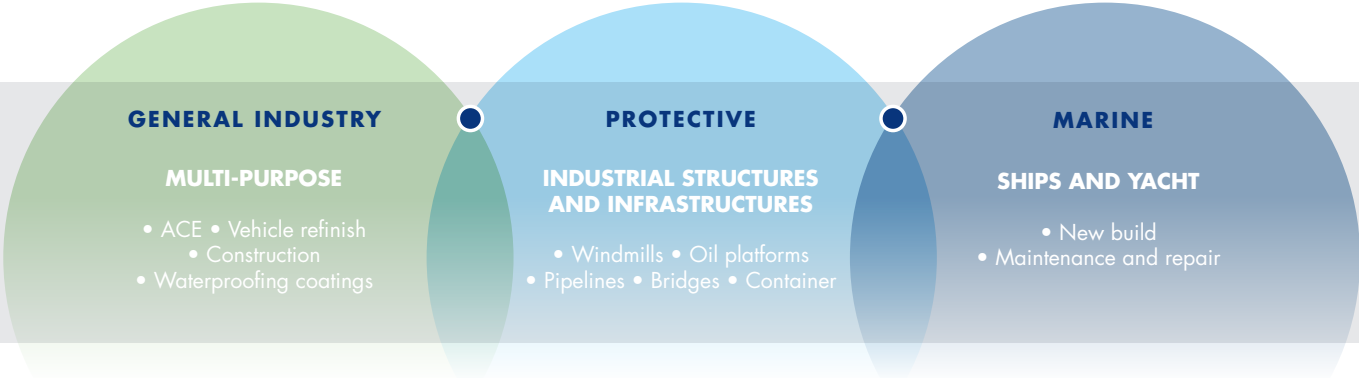 GENERAL INDUSTRY
MULTI-PURPOSE
• ACE • Vehicle refinish
• Construction
• Waterproofing coatings
PROTECTIVE
INDUSTRIAL STRUCTURES
AND INFRASTRUCTURES
• Windmills • Oil platforms
• Pipelines • Bridges • Container
MARINE
SHIPS AND YACHT
• New build
• Maintenance and repair